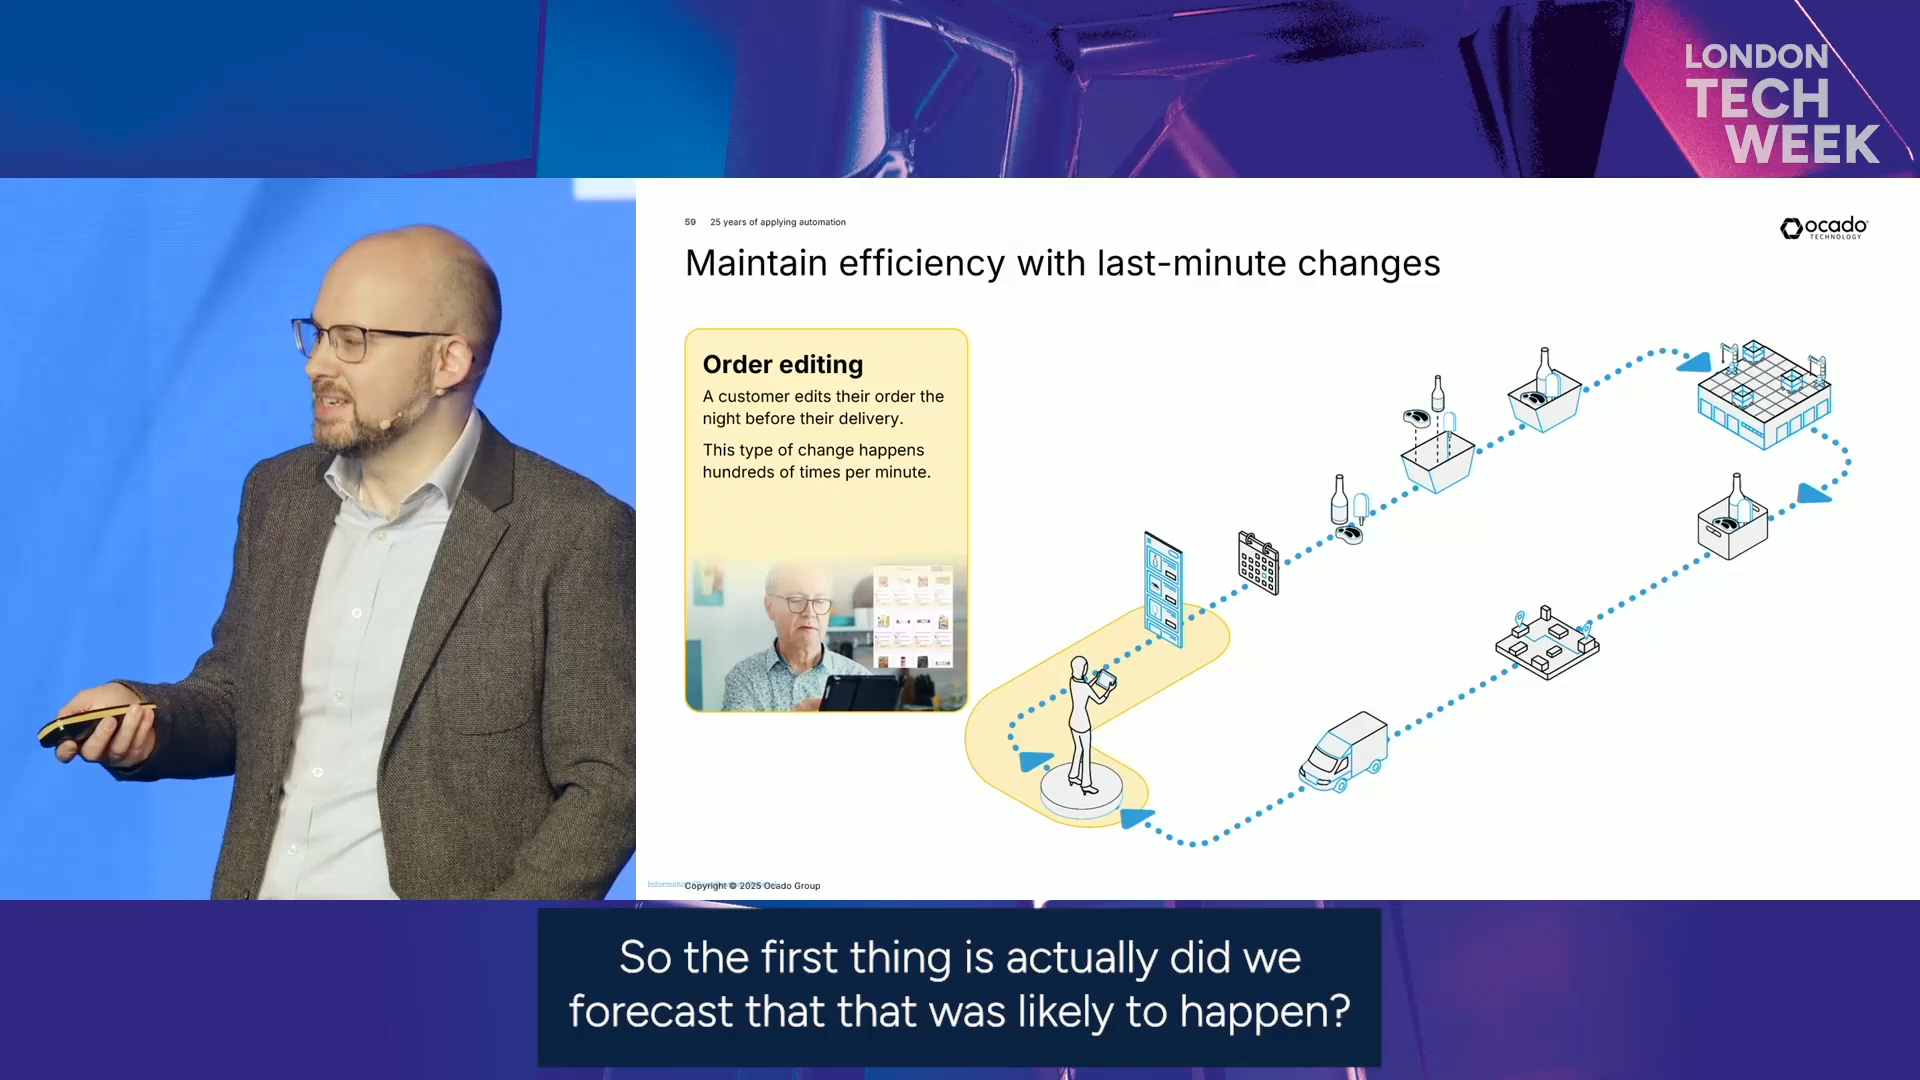 LONDON
TECH
WEEK
59 25 years of applying automation
ocado
TECHNOLOGY
Maintain efficiency with last-minute changes
Order editing
A customer edits their order the
night before their delivery.
This type of change happens
hundreds of times per minute.
Copyright © 2025 Ocado Group
So the first thing is actually did we
forecast that that was likely to happen?